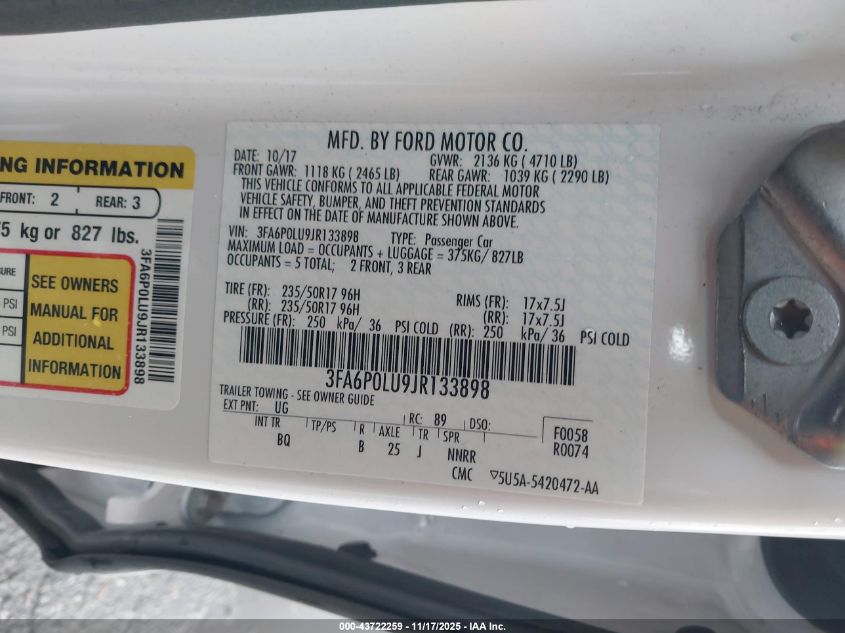 NG INFORMATION
FRONT: 2
REAR: 3
75 kg or 827 lbs.
PSI
PSI
SEE OWNERS
MANUAL FOR
ADDITIONAL
INFORMATION
3FA6P0LU9JR133898
MFD. BY FORD MOTOR CO.
DATE: 10/17 GVWR: 2136 KG ( 4710 LB)
FRONT GAWR: 1118 KG ( 2465 LB) REAR GAWR: 1039 KG ( 2290 LB)
THIS VEHICLE CONFORMS TO ALL APPLICABLE FEDERAL MOTOR
VEHICLE SAFETY, BUMPER, AND THEFT PREVENTION STANDARDS
IN EFFECT ON THE DATE OF MANUFACTURE SHOWN ABOVE.
VIN: 3FA6P0LU9JR133898 TYPE: Passenger Car
MAXIMUM LOAD = OCCUPANTS + LUGGAGE = 375KG/ 827LB
OCCUPANTS = 5 TOTAL; 2 FRONT, 3 REAR
TIRE (FR): 235/50R17 96H RIMS (FR): 17x7.5J
(RR): 235/50R17 96H (RR): 17x7.5J
PRESSURE (FR): 250 kPa/ 36 PSI COLD (RR): 250 kPa/ 36 PSI COLD
3FA6P0LU9JR133898
TRAILER TOWING - SEE OWNER GUIDE
EXT PNT: UG RC: 89 DSO:
F0058
R0074
INT TR TP/PS R AXLE TR SPR
BQ B 25 J NNRR
CMC ▽5U5A-5420472-AA
000-43722259 - 11/17/2025 - IAA Inc.